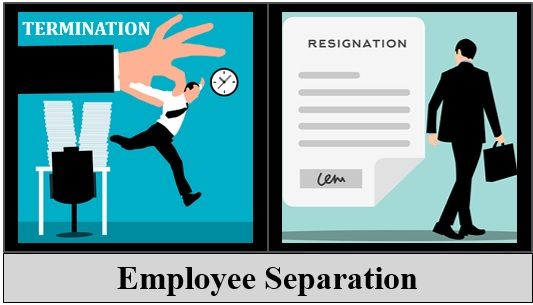 TERMINATION
RESIGNATION
Employee Separation